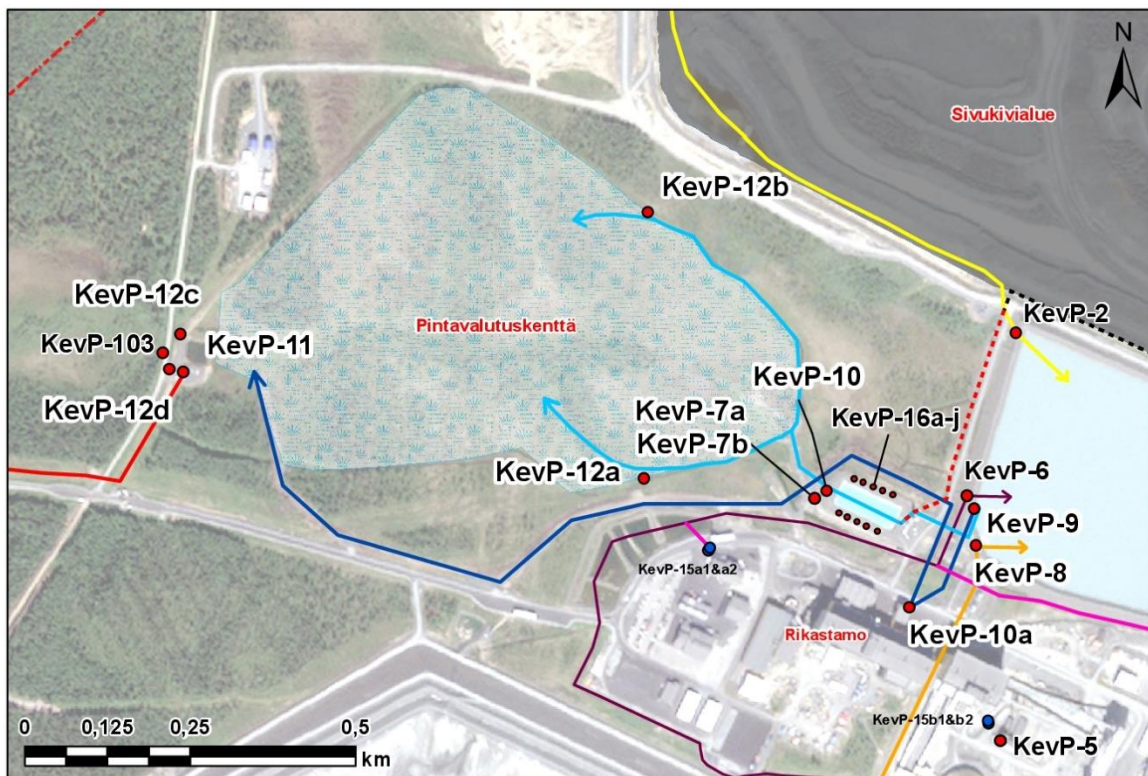 N
Sivukivialue
KevP-12b
KevP-2
KevP-12c
Pintavalutuskenttä
KevP-103
KevP-11
KevP-10
KevP-7a
KevP-16a-j
KevP-12d
KevP-7b
KevP-12a
KevP-6
KevP-9
KevP-15a1&a2
KevP-8
Rikastamo
KevP-10a
0 0,125 0,25 0,5
km
KevP-15b1&b2
KevP-5